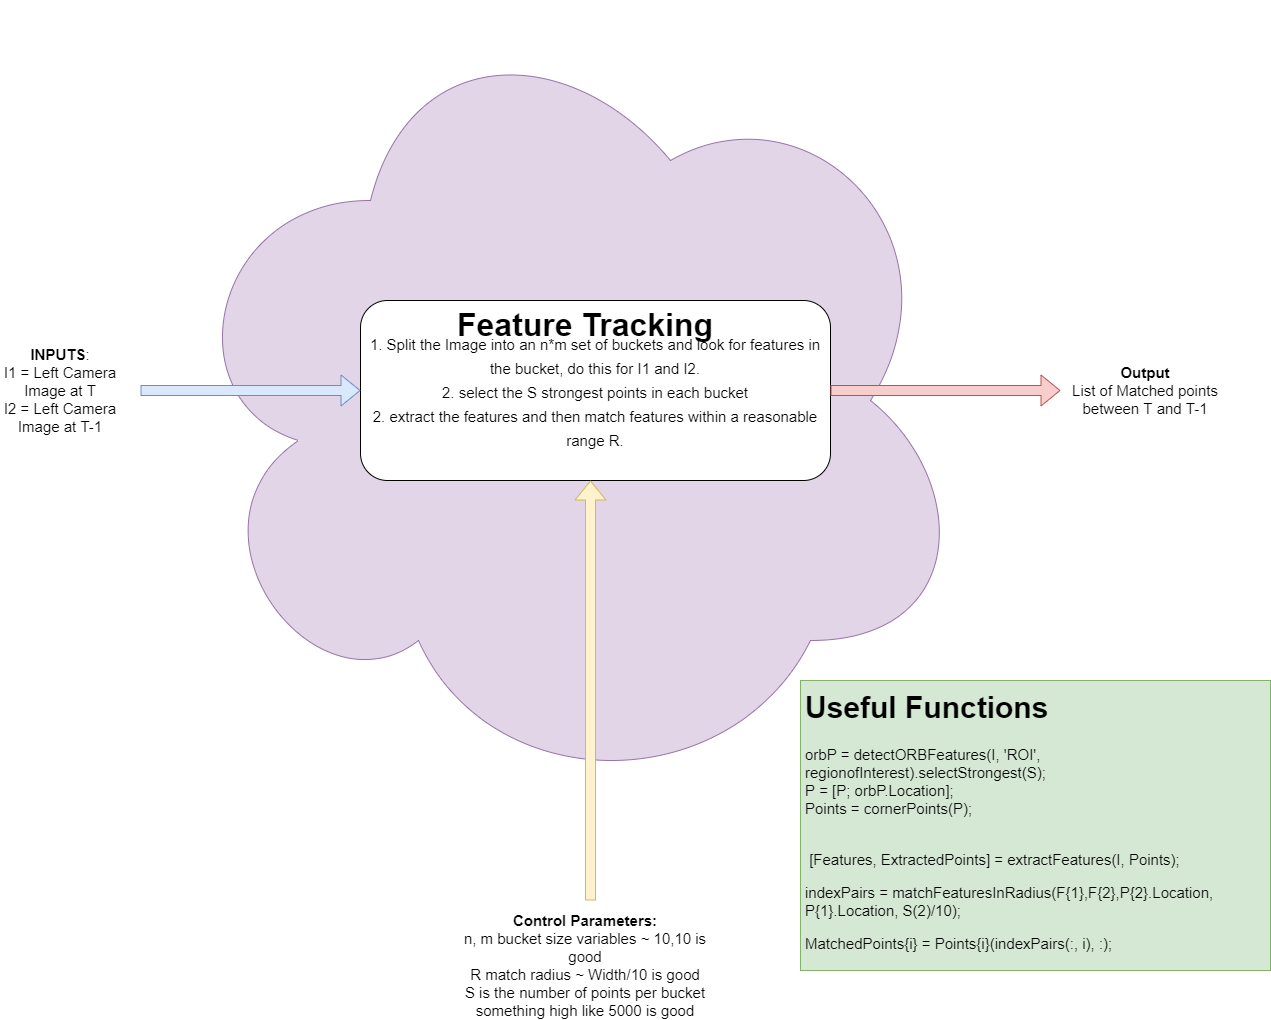 Feature Tracking
1. Split the Image into an n*m set of buckets and look for features in
the bucket, do this for I1 and I2.
2. select the S strongest points in each bucket
2. extract the features and then match features within a reasonable
range R.
INPUTS:
I1 = Left Camera
Image at T
I2 = Left Camera
Image at T-1
Output
List of Matched points
between T and T-1
Useful Functions
orbP = detectORBFeatures(I, 'ROI',
regionofInterest).selectStrongest(S);
P = [P; orbP.Location];
Points = cornerPoints(P);
[Features, ExtractedPoints] = extractFeatures(I, Points);
indexPairs = matchFeaturesInRadius(F{1},F{2},P{2}.Location,
P{1}.Location, S(2)/10);
MatchedPoints{i} = Points{i}(indexPairs(:, i), :);
Control Parameters:
n, m bucket size variables ~ 10,10 is
good
R match radius ~ Width/10 is good
S is the number of points per bucket
something high like 5000 is good